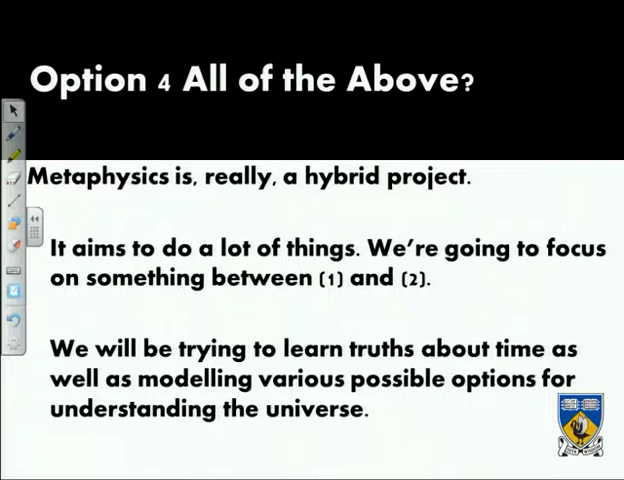 Option 4 All of the Above?
Metaphysics is, really, a hybrid project.
It aims to do a lot of things. We're going to focus
on something between (1) and (2).
We will be trying to learn truths about time as
well as modelling various possible options for
understanding the universe.